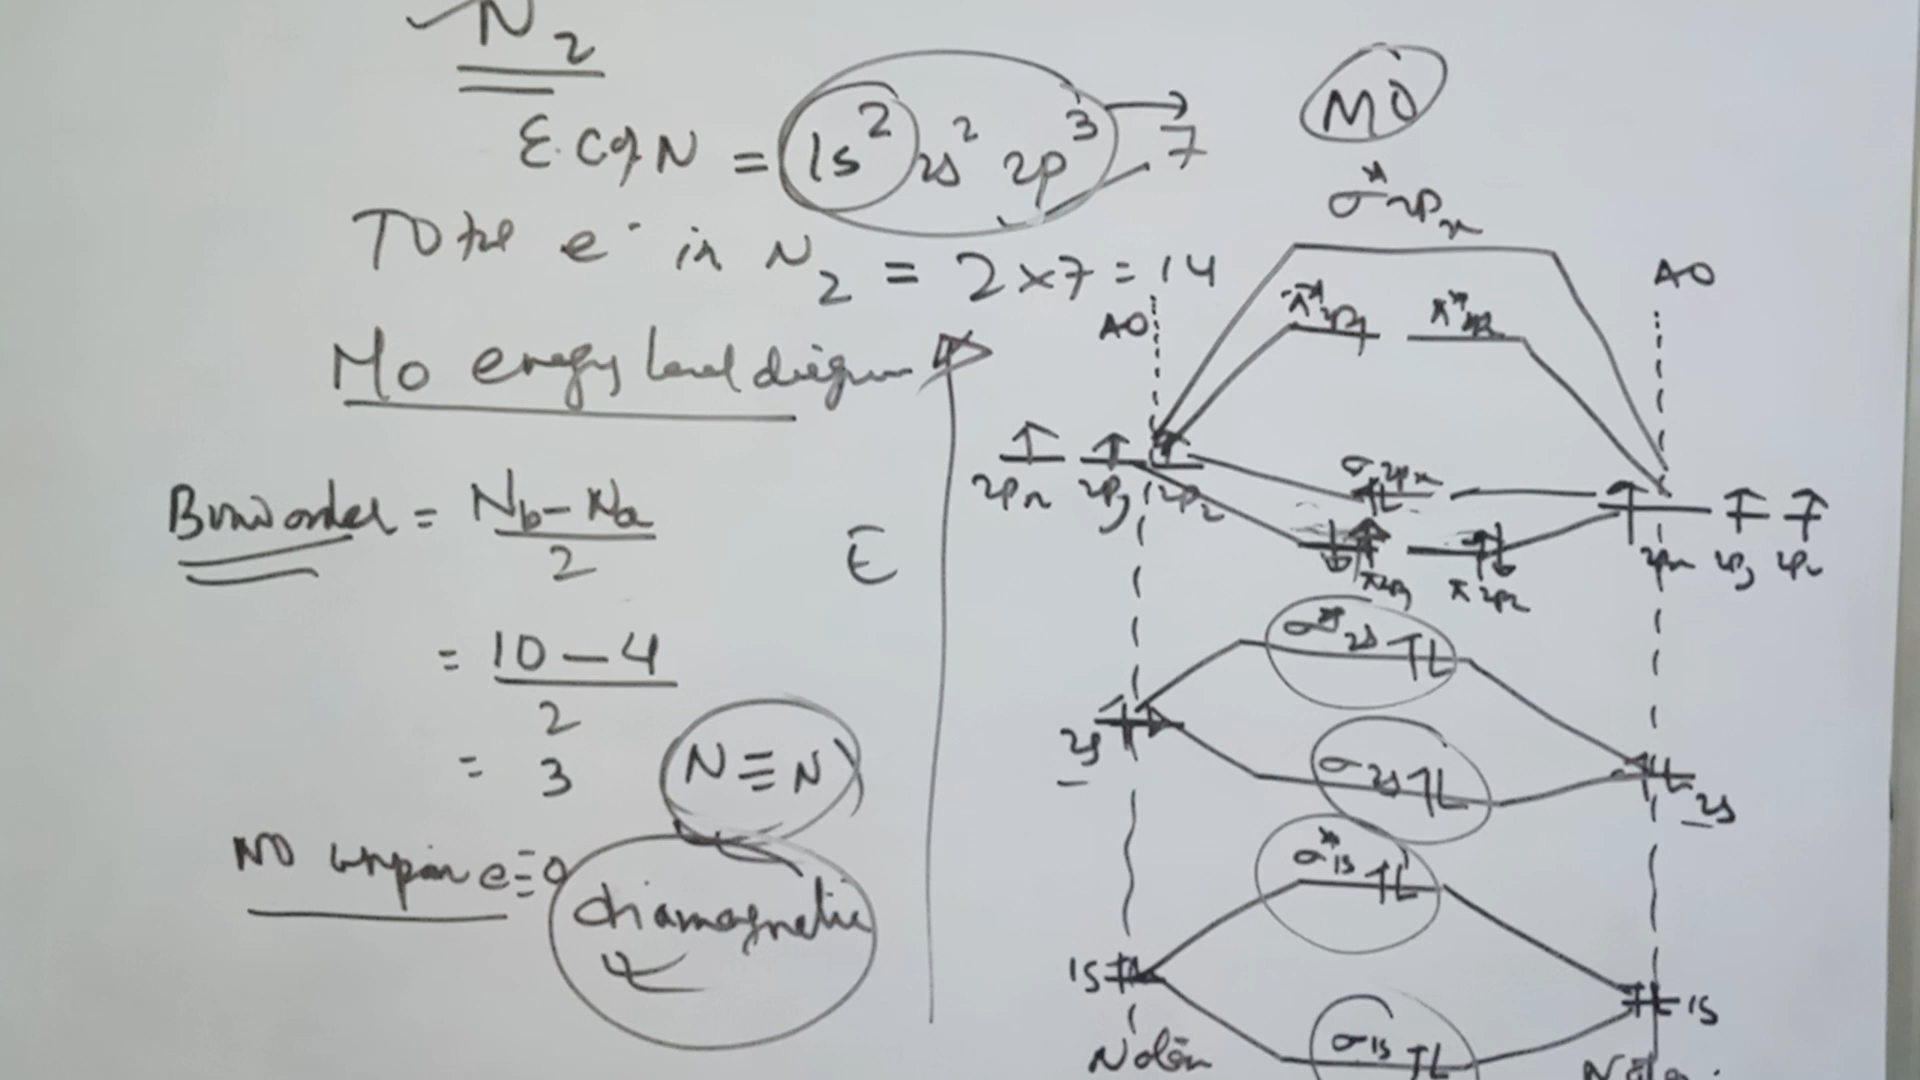 N₂
E.C of N = 1s² 2s² 2p³ → 7
Total e⁻ in N₂ = 2×7 = 14
MO energy level diagram
Bond order = Nb – Na / 2
= 10 – 4 / 2
= 3
N≡N
NO unpair e⁻ = 0
diamagnetic
E
MO
σ*2px
AO
AO
π*2py π*2pz
2px 2py 2pz
σ2px
π2py π2pz
2px 2py 2pz
σ*2s
2s
σ2s
2s
σ*1s
1s
1s
σ1s
N atom